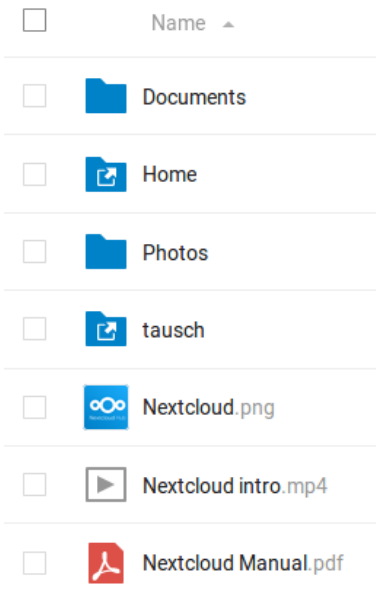 Name
Documents
Home
Photos
tausch
Nextcloud.png
Nextcloud intro.mp4
Nextcloud Manual.pdf